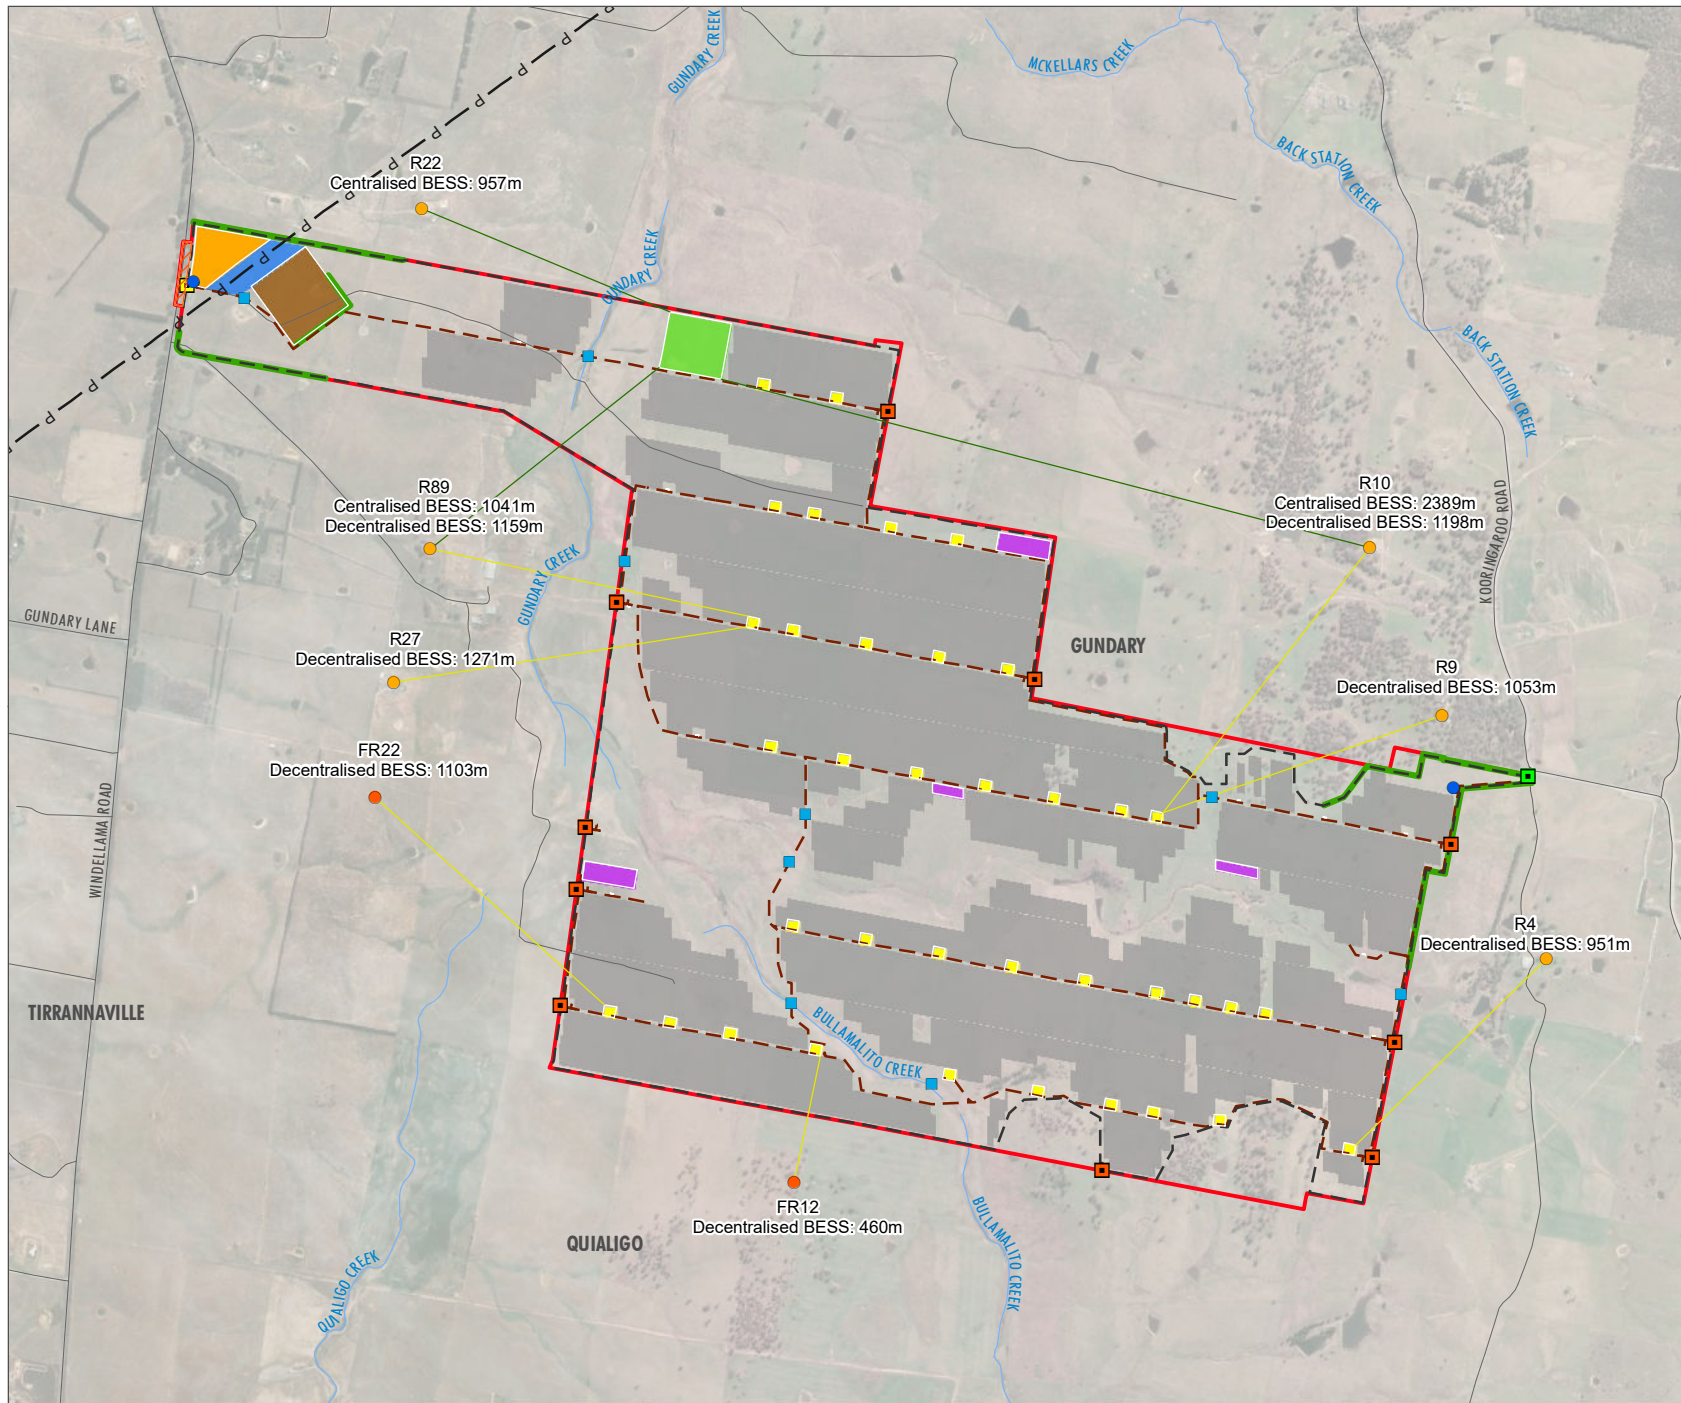 GUNDARY CREEK
MCKELLARS CREEK
P P P P P P P P P P P P P
R22
Centralised BESS: 957m
BACK STATION CREEK
GUNDARY CREEK
BACK STATION CREEK
R89
Centralised BESS: 1041m
Decentralised BESS: 1159m
R10
Centralised BESS: 2389m
Decentralised BESS: 1198m
KOORINGAROO ROAD
GUNDARY CREEK
GUNDARY LANE
R27
Decentralised BESS: 1271m
GUNDARY
R9
Decentralised BESS: 1053m
FR22
Decentralised BESS: 1103m
WINDELLAMA ROAD
R4
Decentralised BESS: 951m
TIRRANNAVILLE
BULLAMALITO CREEK
FR12
Decentralised BESS: 460m
QUIALIGO
BULLAMALITO CREEK
QUIALIGO CREEK